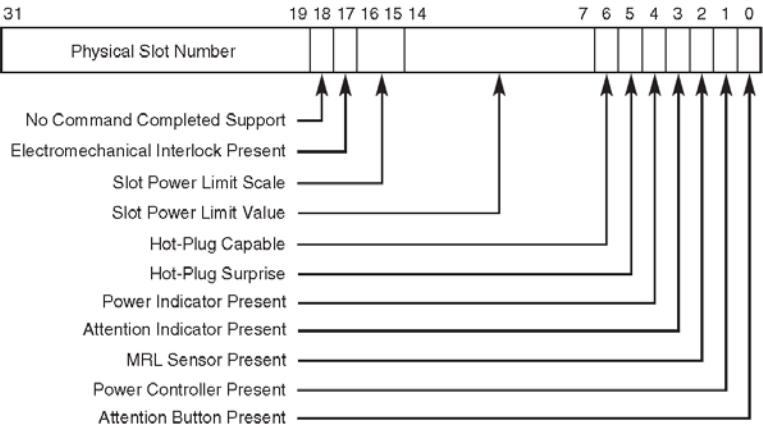 31 19 18 17 16 15 14 7 6 5 4 3 2 1 0
Physical Slot Number
No Command Completed Support
Electromechanical Interlock Present
Slot Power Limit Scale
Slot Power Limit Value
Hot-Plug Capable
Hot-Plug Surprise
Power Indicator Present
Attention Indicator Present
MRL Sensor Present
Power Controller Present
Attention Button Present